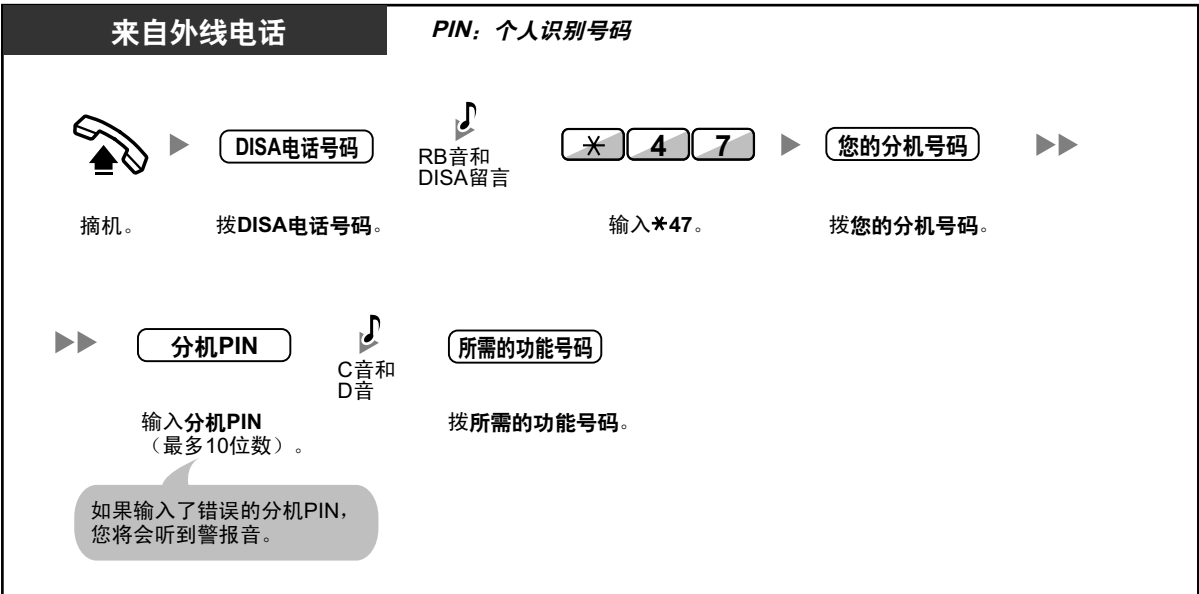 来自外线电话
PIN：个人识别号码
DISA电话号码
RB音和
DISA留言
* 4 7
您的分机号码
摘机。
拨DISA电话号码。
输入*47。
拨您的分机号码。
分机PIN
C音和
D音
所需的功能号码
输入分机PIN
（最多10位数）。
拨所需的功能号码。
如果输入了错误的分机PIN，
您将会听到警报音。